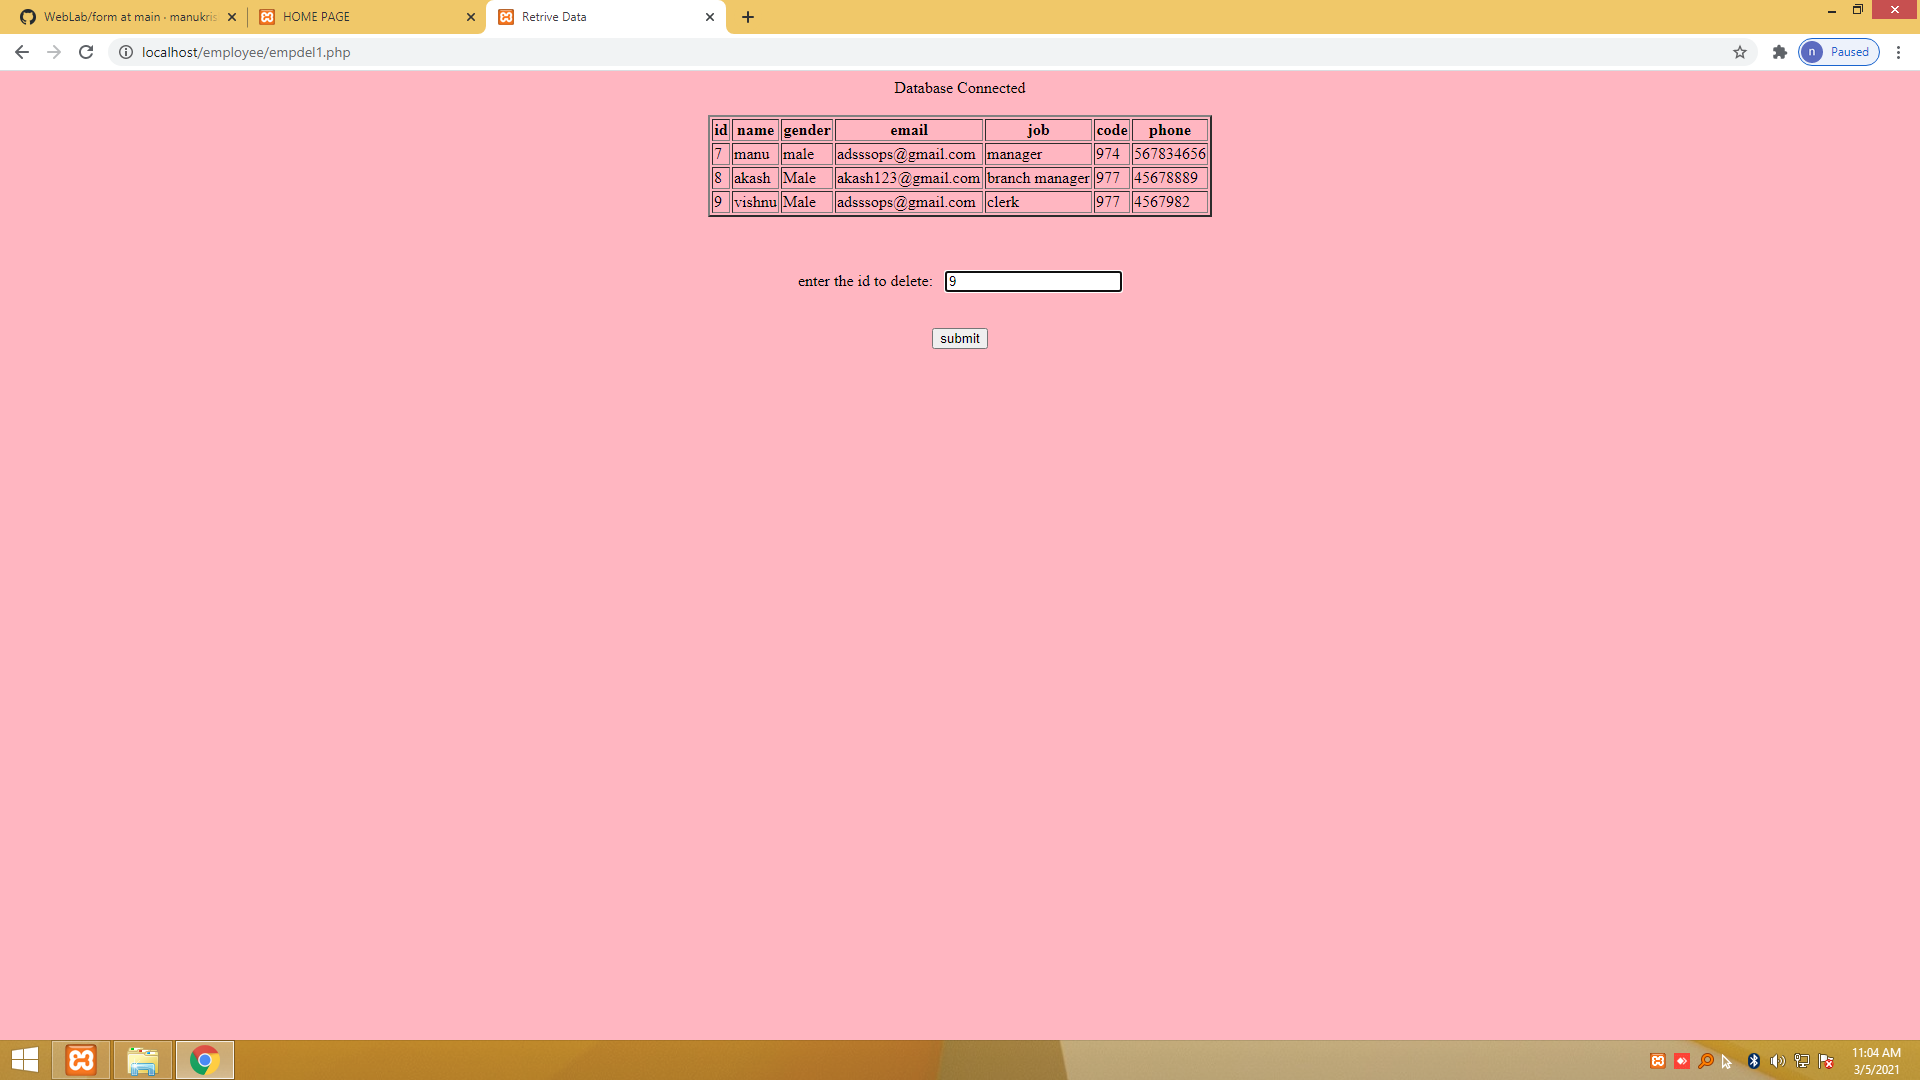 WebLab/form at main · manukris
HOME PAGE
Retrive Data
localhost/employee/empdel1.php
n Paused
Database Connected
id name gender email job code phone
7 manu male adsssops@gmail.com manager 974 567834656
8 akash Male akash123@gmail.com branch manager 977 45678889
9 vishnu Male adsssops@gmail.com clerk 977 4567982
enter the id to delete: 9
submit
11:04 AM
3/5/2021